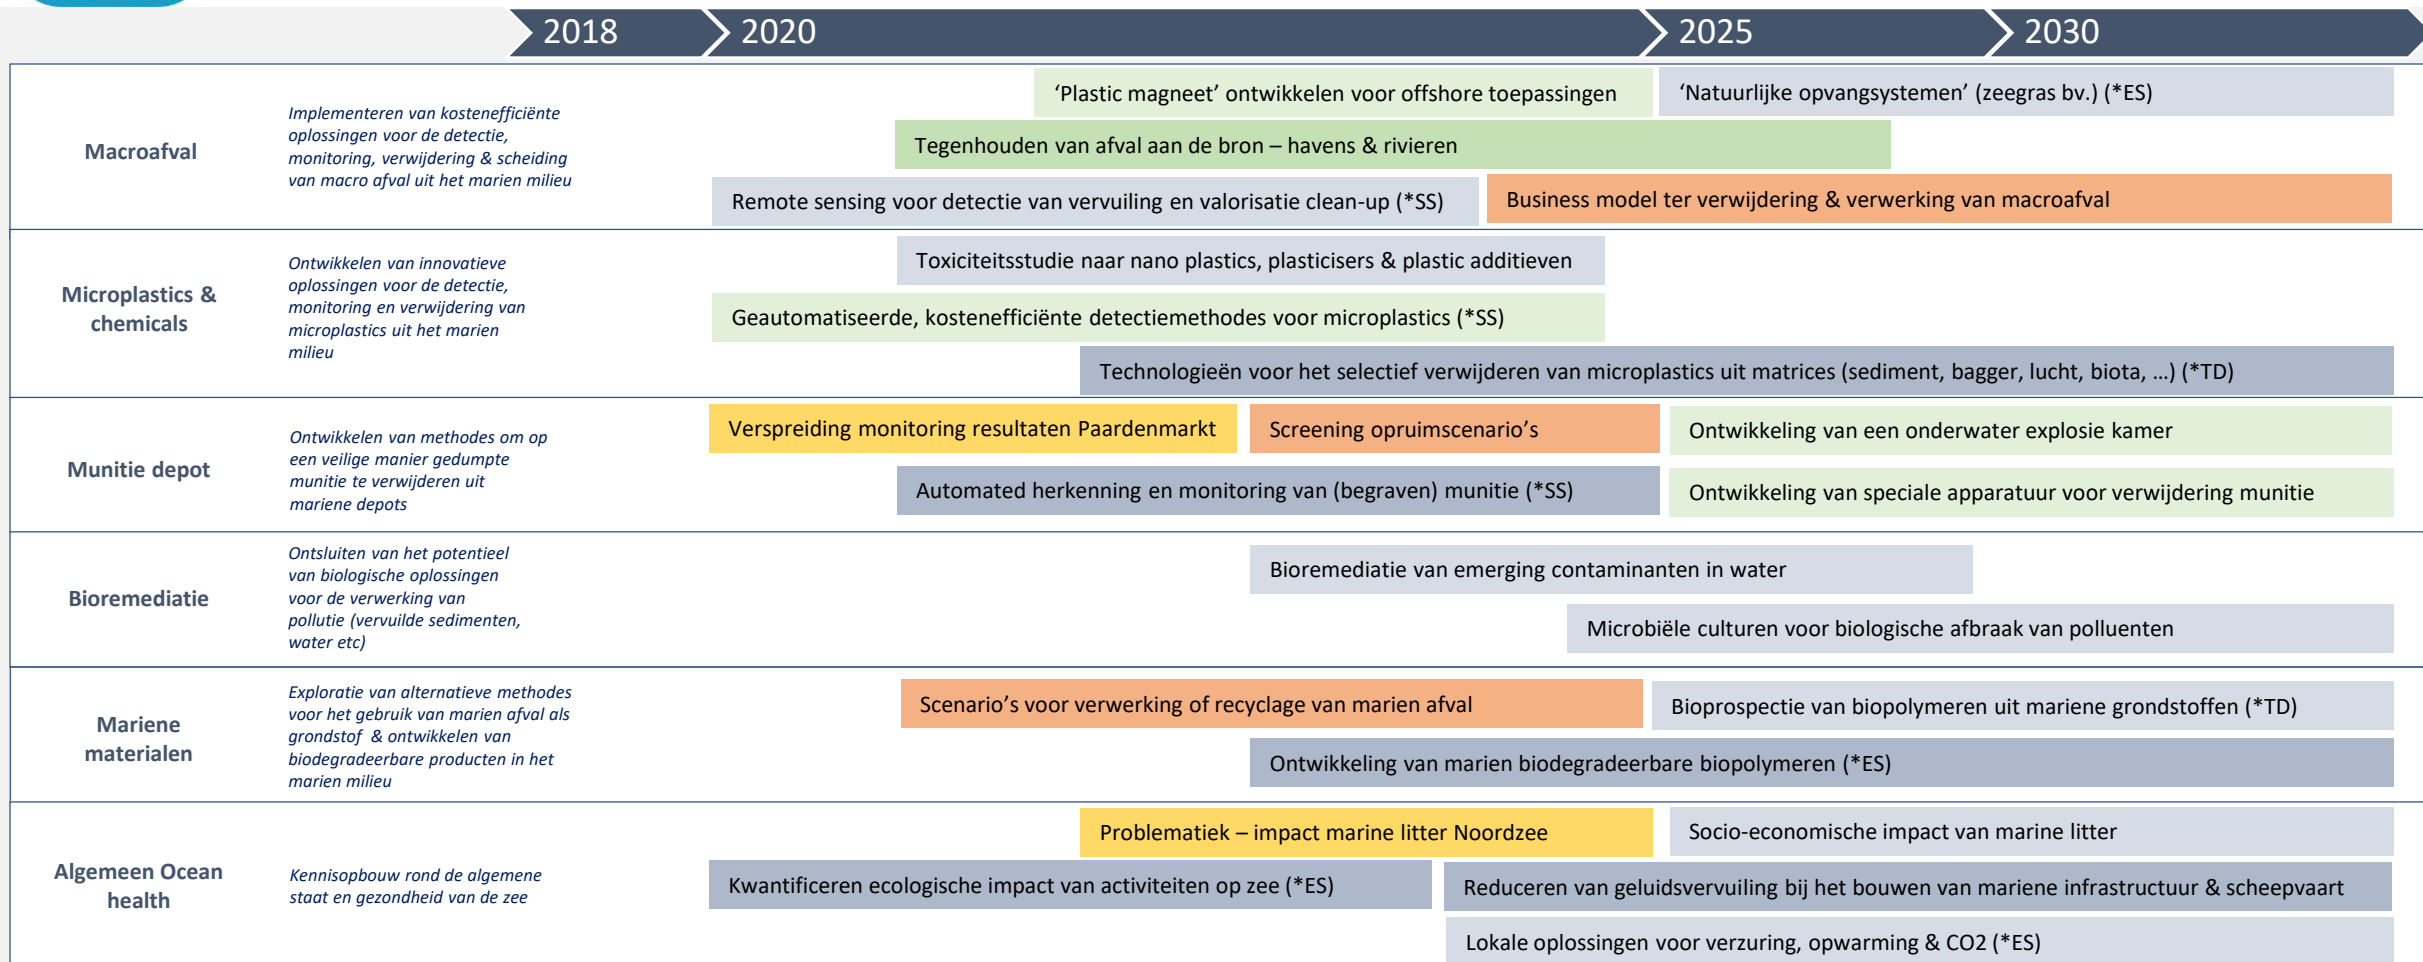 2018
2020
2025
2030
Macroafval
Implementeren van kostenefficiënte
oplossingen voor de detectie,
monitoring, verwijdering & scheiding
van macro afval uit het marien milieu
‘Plastic magneet’ ontwikkelen voor offshore toepassingen
‘Natuurlijke opvangsystemen’ (zeegras bv.) (*ES)
Tegenhouden van afval aan de bron – havens & rivieren
Remote sensing voor detectie van vervuiling en valorisatie clean-up (*SS)
Business model ter verwijdering & verwerking van macroafval
Microplastics &
chemicals
Ontwikkelen van innovatieve
oplossingen voor de detectie,
monitoring en verwijdering van
microplastics uit het marien
milieu
Toxiciteitsstudie naar nano plastics, plasticisers & plastic additieven
Geautomatiseerde, kostenefficiënte detectiemethodes voor microplastics (*SS)
Technologieën voor het selectief verwijderen van microplastics uit matrices (sediment, bagger, lucht, biota, …) (*TD)
Munitie depot
Ontwikkelen van methodes om op
een veilige manier gedumpte
munitie te verwijderen uit
mariene depots
Verspreiding monitoring resultaten Paardenmarkt
Screening opruimscenario’s
Ontwikkeling van een onderwater explosie kamer
Automated herkenning en monitoring van (begraven) munitie (*SS)
Ontwikkeling van speciale apparatuur voor verwijdering munitie
Bioremediatie
Ontsluiten van het potentieel
van biologische oplossingen
voor de verwerking van
pollutie (vervuilde sedimenten,
water etc)
Bioremediatie van emerging contaminanten in water
Microbiële culturen voor biologische afbraak van polluenten
Mariene
materialen
Exploratie van alternatieve methodes
voor het gebruik van marien afval als
grondstof & ontwikkelen van
biodegradeerbare producten in het
marien milieu
Scenario’s voor verwerking of recyclage van marien afval
Bioprospectie van biopolymeren uit mariene grondstoffen (*TD)
Ontwikkeling van marien biodegradeerbare biopolymeren (*ES)
Algemeen Ocean
health
Kennisopbouw rond de algemene
staat en gezondheid van de zee
Problematiek – impact marine litter Noordzee
Socio-economische impact van marine litter
Kwantificeren ecologische impact van activiteiten op zee (*ES)
Reduceren van geluidsvervuiling bij het bouwen van mariene infrastructuur & scheepvaart
Lokale oplossingen voor verzuring, opwarming & CO2 (*ES)